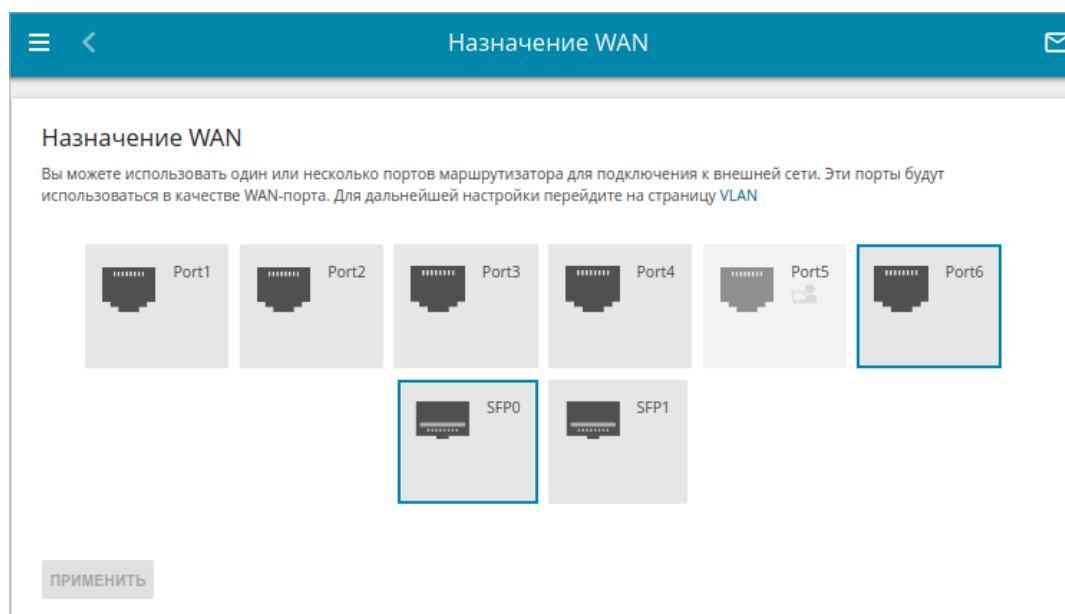 Назначение WAN
Назначение WAN
Вы можете использовать один или несколько портов маршрутизатора для подключения к внешней сети. Эти порты будут
использоваться в качестве WAN-порта. Для дальнейшей настройки перейдите на страницу VLAN
Port1 Port2 Port3 Port4 Port5 Port6
SFP0 SFP1
ПРИМЕНИТЬ